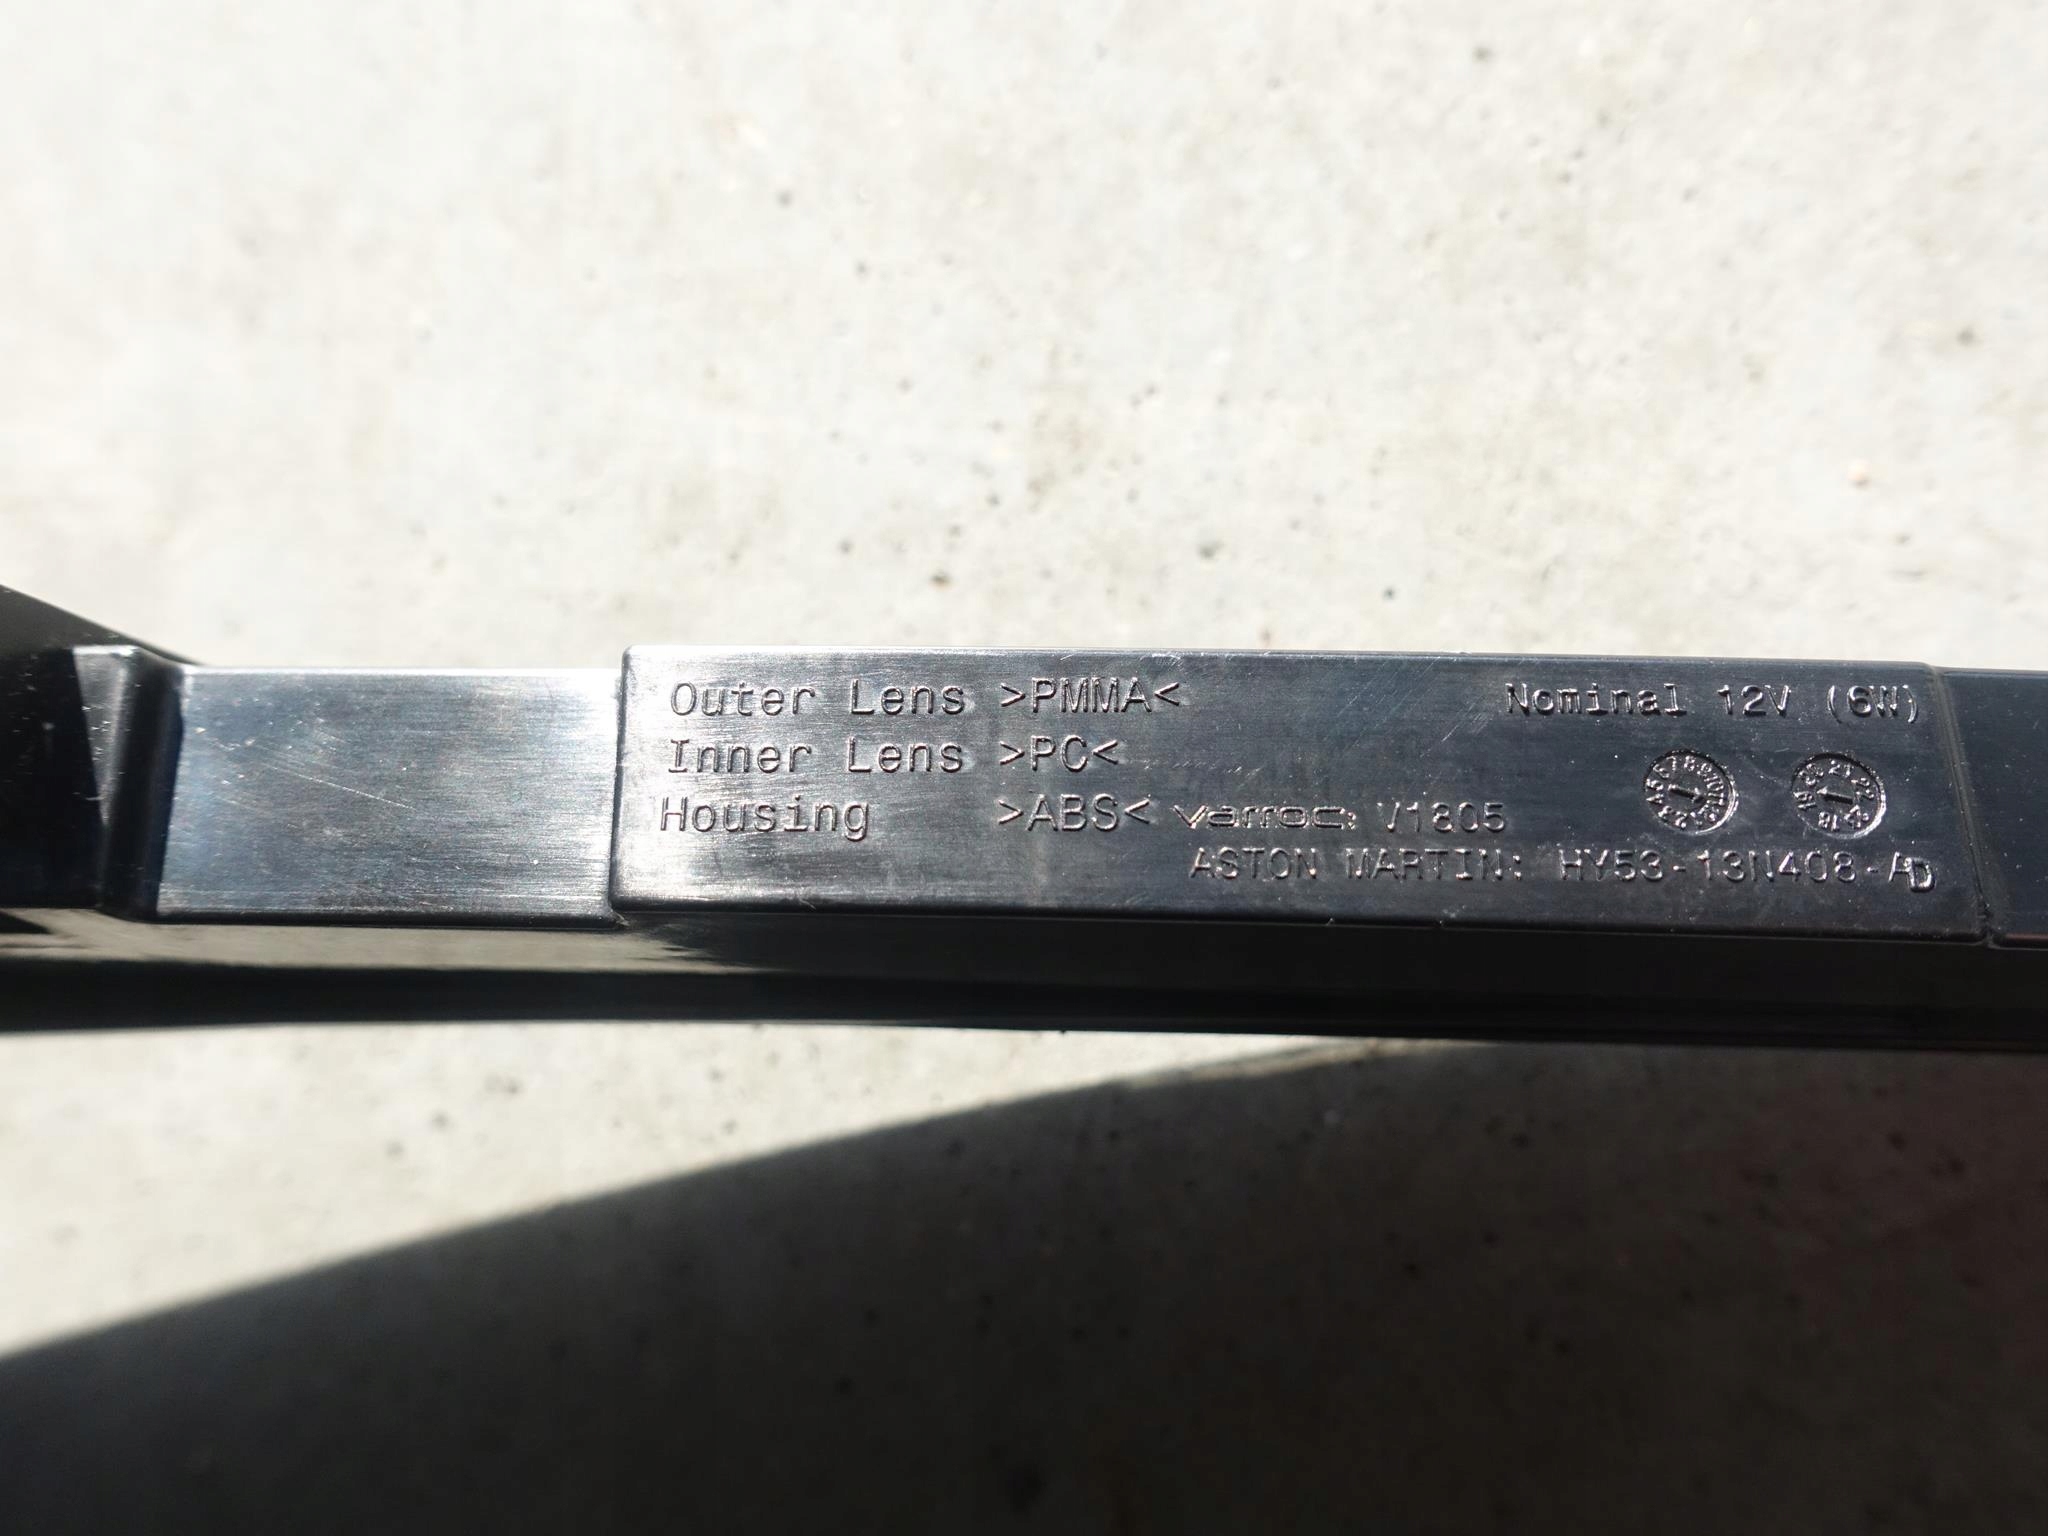 Outer Lens >PMMA<
Nominal 12V (6W)
Inner Lens >PC<
Housing >ABS< varroc V1805
ASTON MARTIN: HY53-13N408-AD